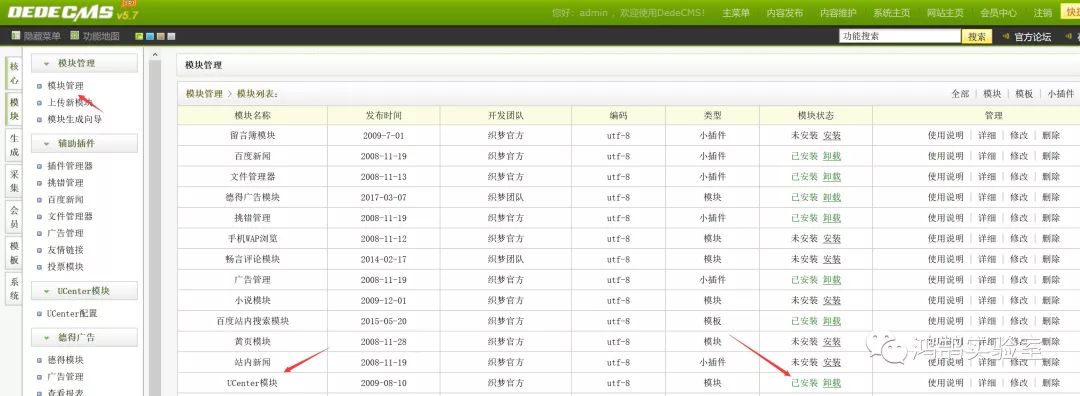 DEDECMS v5.7
您好：admin ，欢迎使用DedeCMS！ 主菜单 内容发布 内容维护 系统主页 网站主页 会员中心 注销
隐藏菜单 功能地图 功能搜索 搜索 官方论坛
核心
模块
生成
采集
会员
模板
系统
模块管理
模块管理
上传新模块
模块生成向导
辅助插件
插件管理器
挑错管理
百度新闻
文件管理器
广告管理
友情链接
投票模块
UCenter模块
UCenter配置
德得广告
德得模块
广告管理
查看报表
模块管理
模块管理 > 模块列表： 全部 | 模块 | 模板 | 小插件
模块名称 发布时间 开发团队 编码 类型 模块状态 管理
留言簿模块 2009-7-01 织梦官方 utf-8 小插件 未安装 安装 使用说明 | 详细 | 修改 | 删除
百度新闻 2008-11-19 织梦官方 utf-8 小插件 已安装 卸载 使用说明 | 详细 | 修改 | 删除
文件管理器 2008-11-13 织梦官方 utf-8 小插件 已安装 卸载 使用说明 | 详细 | 修改 | 删除
德得广告模块 2017-03-07 织梦团队 utf-8 模块 已安装 卸载 使用说明 | 详细 | 修改 | 删除
挑错管理 2008-11-19 织梦官方 utf-8 小插件 已安装 卸载 使用说明 | 详细 | 修改 | 删除
手机WAP浏览 2008-11-12 织梦官方 utf-8 模块 未安装 安装 使用说明 | 详细 | 修改 | 删除
畅言评论模块 2014-02-17 织梦团队 utf-8 模块 未安装 安装 使用说明 | 详细 | 修改 | 删除
广告管理 2008-11-19 织梦官方 utf-8 小插件 已安装 卸载 使用说明 | 详细 | 修改 | 删除
小说模块 2009-12-01 织梦官方 utf-8 模块 未安装 安装 使用说明 | 详细 | 修改 | 删除
百度站内搜索模块 2015-05-20 织梦官方 utf-8 模板 已安装 卸载 使用说明 | 详细 | 修改 | 删除
黄页模块 2008-11-28 织梦官方 utf-8 模块 未安装 安装 使用说明 | 详细 | 修改 | 删除
站内新闻 2008-11-19 织梦官方 utf-8 小插件 未安装 安装 使用说明 | 详细 | 修改 | 删除
UCenter模块 2009-08-10 织梦官方 utf-8 模块 已安装 卸载 使用说明 | 详细 | 修改 | 删除
鸿鹄实验室